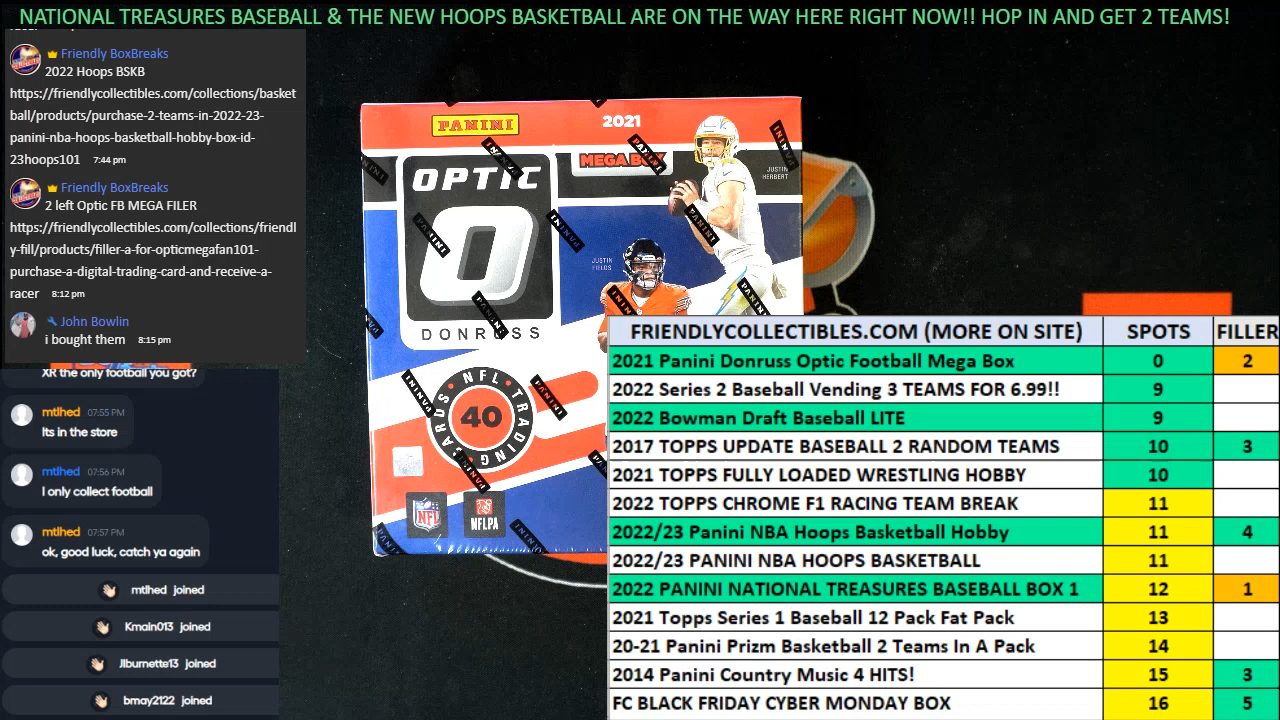 NATIONAL TREASURES BASEBALL & THE NEW HOOPS BASKETBALL ARE ON THE WAY HERE RIGHT NOW!! HOP IN AND GET 2 TEAMS!
Friendly BoxBreaks
2022 Hoops BSKB
https://friendlycollectibles.com/collections/basket
ball/products/purchase-2-teams-in-2022-23-
panini-nba-hoops-basketball-hobby-box-id-
23hoops101 7:44 pm
Friendly BoxBreaks
2 left Optic FB MEGA FILER
https://friendlycollectibles.com/collections/friendl
y-fill/products/filler-a-for-opticmegafan101-
purchase-a-digital-trading-card-and-receive-a-
racer 8:12 pm
John Bowlin
i bought them 8:15 pm
XR the only football you got?
mtlhed 07:55 PM
Its in the store
mtlhed 07:56 PM
I only collect football
mtlhed 07:57 PM
ok, good luck, catch ya again
mtlhed joined
Kmain013 joined
Jlburnette13 joined
bmay2122 joined
PANINI
2021
MEGA BOX
OPTIC
DONRUSS
JUSTIN
HERBERT
JUSTIN
FIELDS
NFL TRADING CARDS
40
NFL
NFLPA
PANINI
PANINI
PANINI
PANINI
PANINI
PANINI
PANINI
FRIENDLYCOLLECTIBLES.COM (MORE ON SITE) SPOTS FILLER
2021 Panini Donruss Optic Football Mega Box 0 2
2022 Series 2 Baseball Vending 3 TEAMS FOR 6.99!! 9
2022 Bowman Draft Baseball LITE 9
2017 TOPPS UPDATE BASEBALL 2 RANDOM TEAMS 10 3
2021 TOPPS FULLY LOADED WRESTLING HOBBY 10
2022 TOPPS CHROME F1 RACING TEAM BREAK 11
2022/23 Panini NBA Hoops Basketball Hobby 11 4
2022/23 PANINI NBA HOOPS BASKETBALL 11
2022 PANINI NATIONAL TREASURES BASEBALL BOX 1 12 1
2021 Topps Series 1 Baseball 12 Pack Fat Pack 13
20-21 Panini Prizm Basketball 2 Teams In A Pack 14
2014 Panini Country Music 4 HITS! 15 3
FC BLACK FRIDAY CYBER MONDAY BOX 16 5